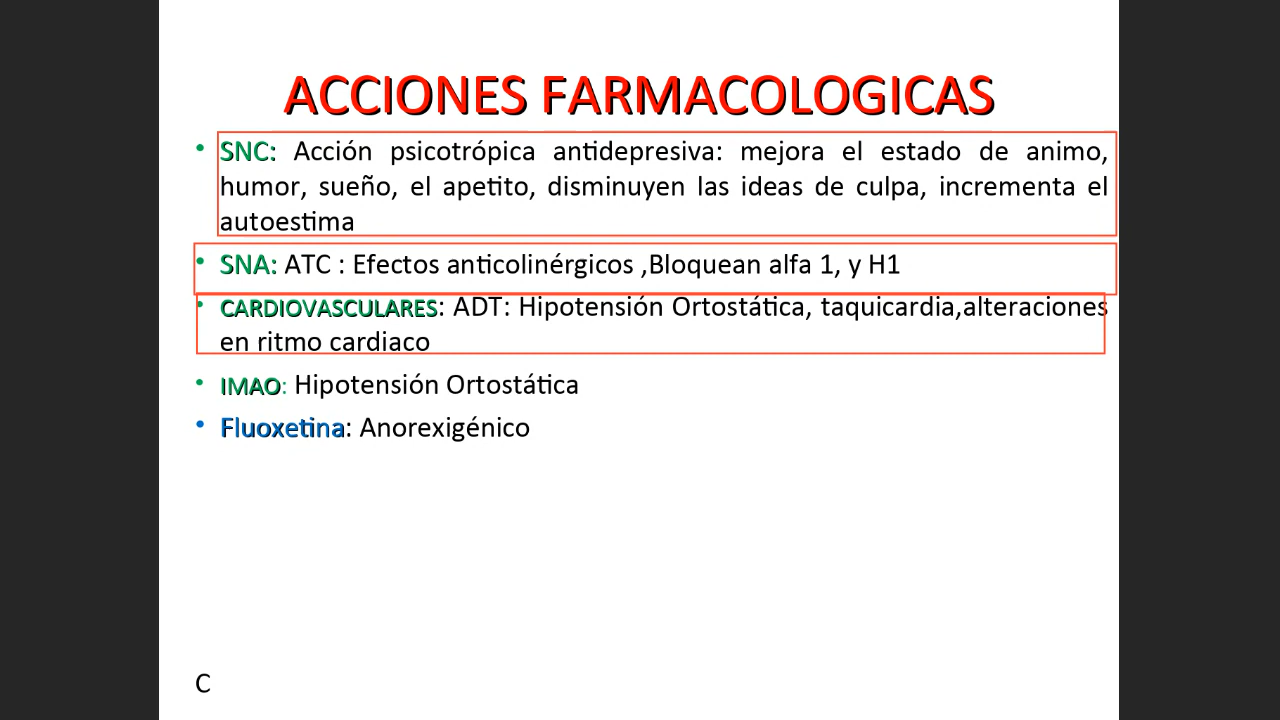 ACCIONES FARMACOLOGICAS
• SNC: Acción psicotrópica antidepresiva: mejora el estado de animo,
humor, sueño, el apetito, disminuyen las ideas de culpa, incrementa el
autoestima
• SNA: ATC : Efectos anticolinérgicos ,Bloquean alfa 1, y H1
• CARDIOVASCULARES: ADT: Hipotensión Ortostática, taquicardia,alteraciones
en ritmo cardiaco
• IMAO: Hipotensión Ortostática
• Fluoxetina: Anorexigénico
C